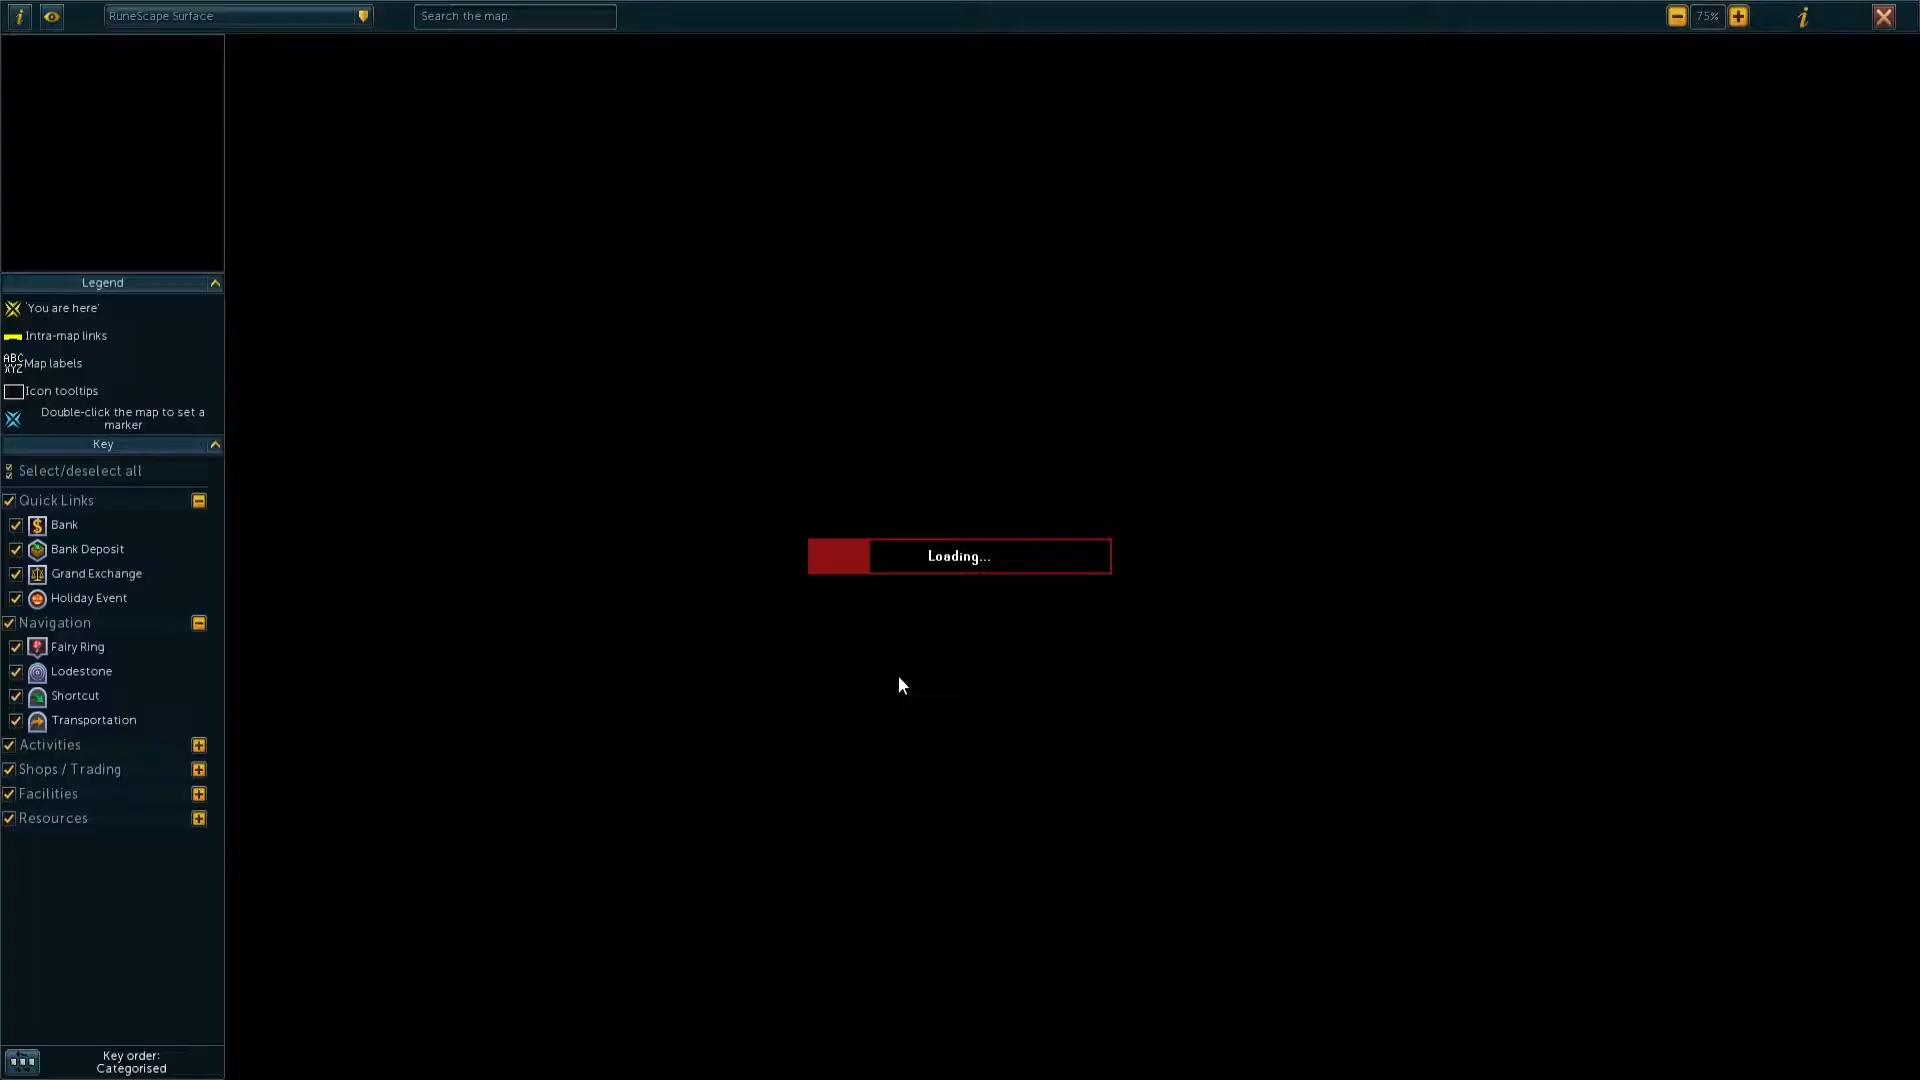 RuneScape Surface
Search the map.
75%
Legend
'You are here'
Intra-map links
ABC
XYZ
Map labels
Icon tooltips
Double-click the map to set a
marker
Key
Select/deselect all
Quick Links
Bank
Bank Deposit
Grand Exchange
Holiday Event
Navigation
Fairy Ring
Lodestone
Shortcut
Transportation
Activities
Shops / Trading
Facilities
Resources
Key order:
Categorised
Loading...